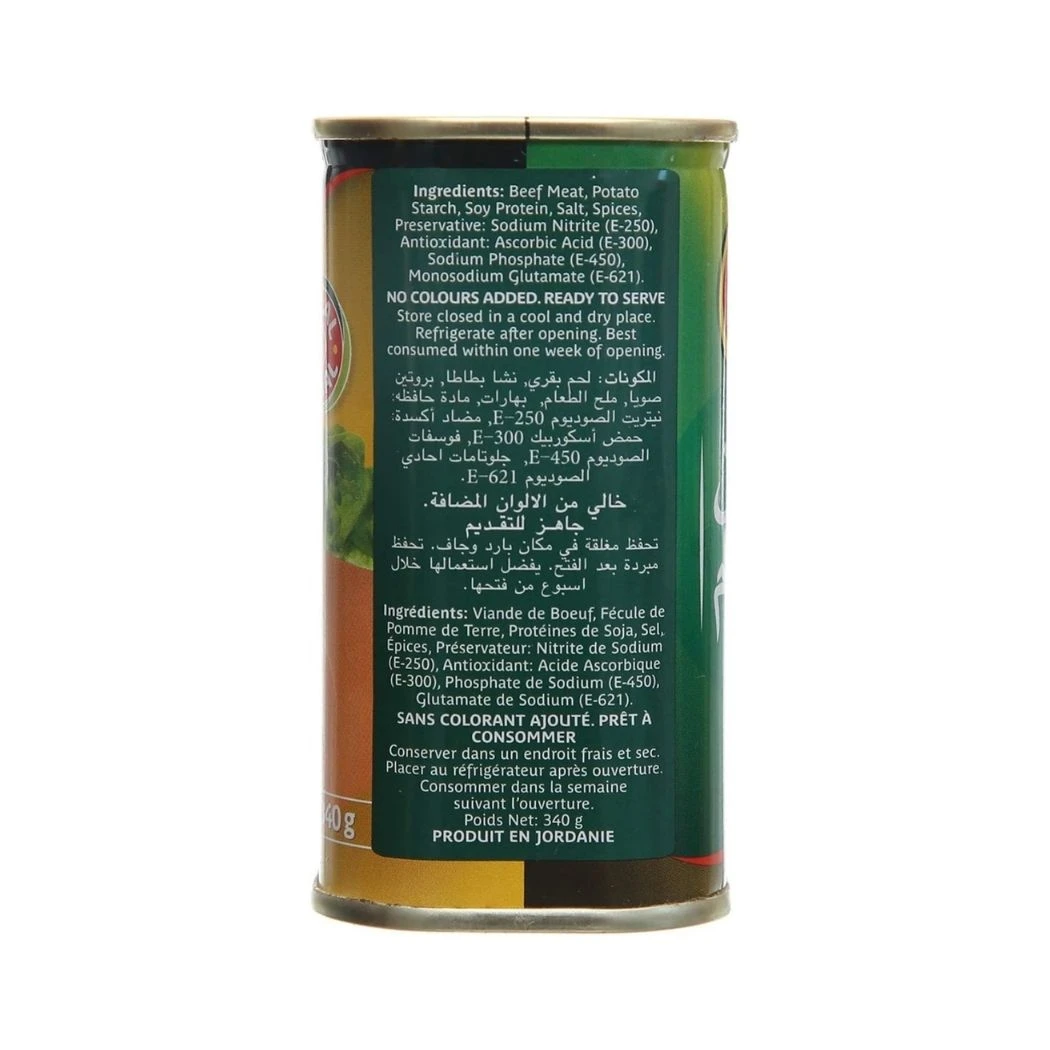 Ingredients: Beef Meat, Potato
Starch, Soy Protein, Salt, Spices,
Preservative: Sodium Nitrite (E-250),
Antioxidant: Ascorbic Acid (E-300),
Sodium Phosphate (E-450),
Monosodium Glutamate (E-621).
NO COLOURS ADDED. READY TO SERVE
Store closed in a cool and dry place.
Refrigerate after opening. Best
consumed within one week of opening.
المكونات: لحم بقري, نشا بطاطا, بروتين
صويا, ملح الطعام, بهارات, مادة حافظه:
نيتريت الصوديوم E-250, مضاد أكسدة:
حمض أسكوربيك E-300, فوسفات
الصوديوم E-450, جلوتامات احادي
الصوديوم E-621.
خالي من الالوان المضافة.
جاهز للتقديم
تحفظ مغلقة في مكان بارد وجاف. تحفظ
مبردة بعد الفتح. يفضل استعمالها خلال
اسبوع من فتحها.
Ingrédients: Viande de Boeuf, Fécule de
Pomme de Terre, Protéines de Soja, Sel,
Épices, Préservateur: Nitrite de Sodium
(E-250), Antioxidant: Acide Ascorbique
(E-300), Phosphate de Sodium (E-450),
Glutamate de Sodium (E-621).
SANS COLORANT AJOUTÉ. PRÊT À
CONSOMMER
Conserver dans un endroit frais et sec.
Placer au réfrigérateur après ouverture.
Consommer dans la semaine
suivant l'ouverture.
Poids Net: 340 g
PRODUIT EN JORDANIE
40 g